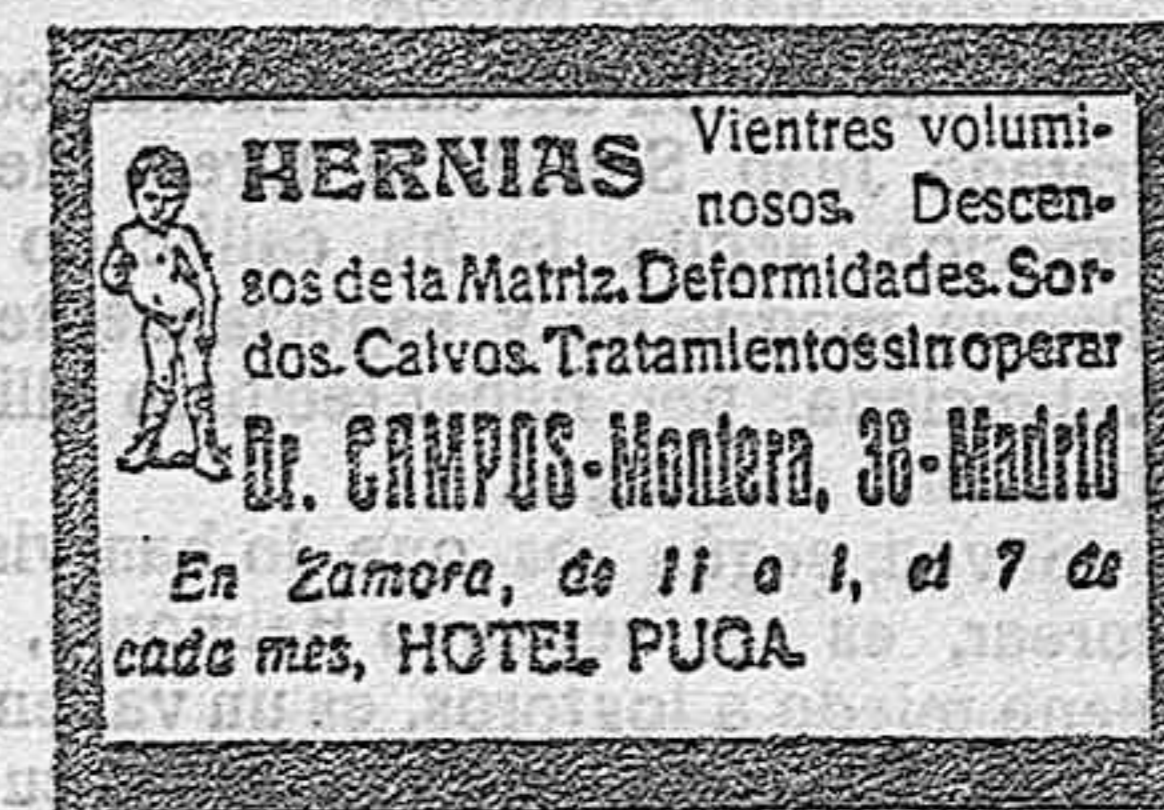 HERNIAS Vientres volumi-
nosos. Descen-
sos de la Matriz. Deformidades. Sor-
dos. Calvos. Tratamientos sin operar
Dr. CAMPOS-Montera, 38-Madrid
En Zamora, de 11 a 1, el 7 de
cada mes, HOTEL PUGA.